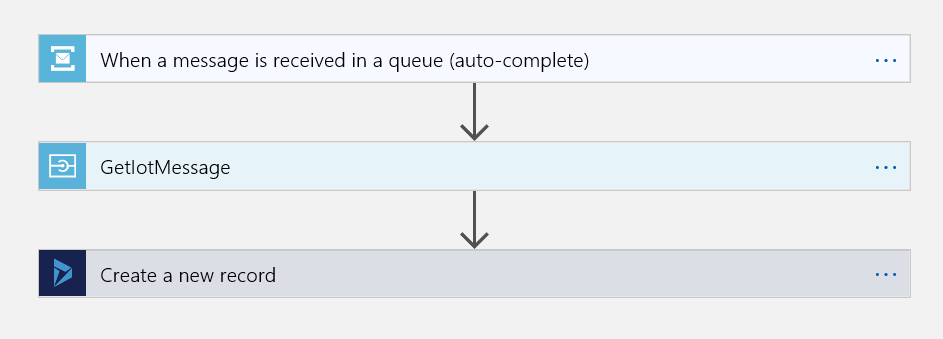 When a message is received in a queue (auto-complete)
GetIotMessage
Create a new record